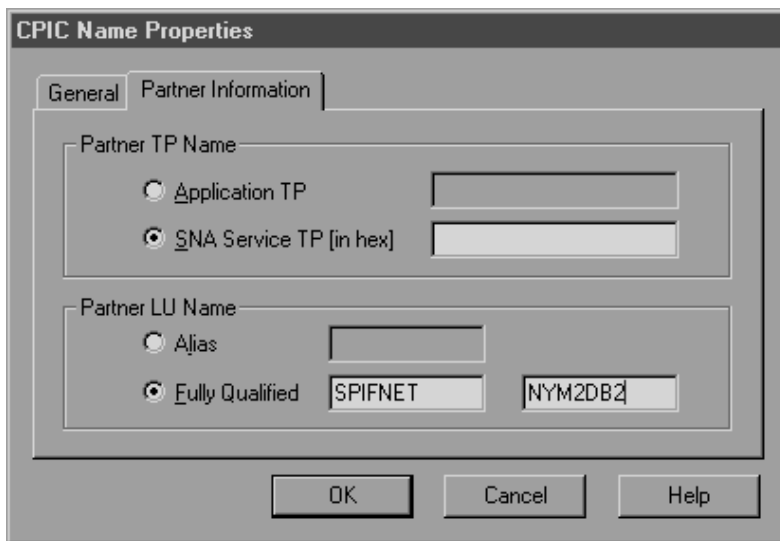 CPIC Name Properties
General
Partner Information
Partner TP Name
Application TP
SNA Service TP [in hex]
Partner LU Name
Alias
Fully Qualified SPIFNET NYM2DB2
OK Cancel Help